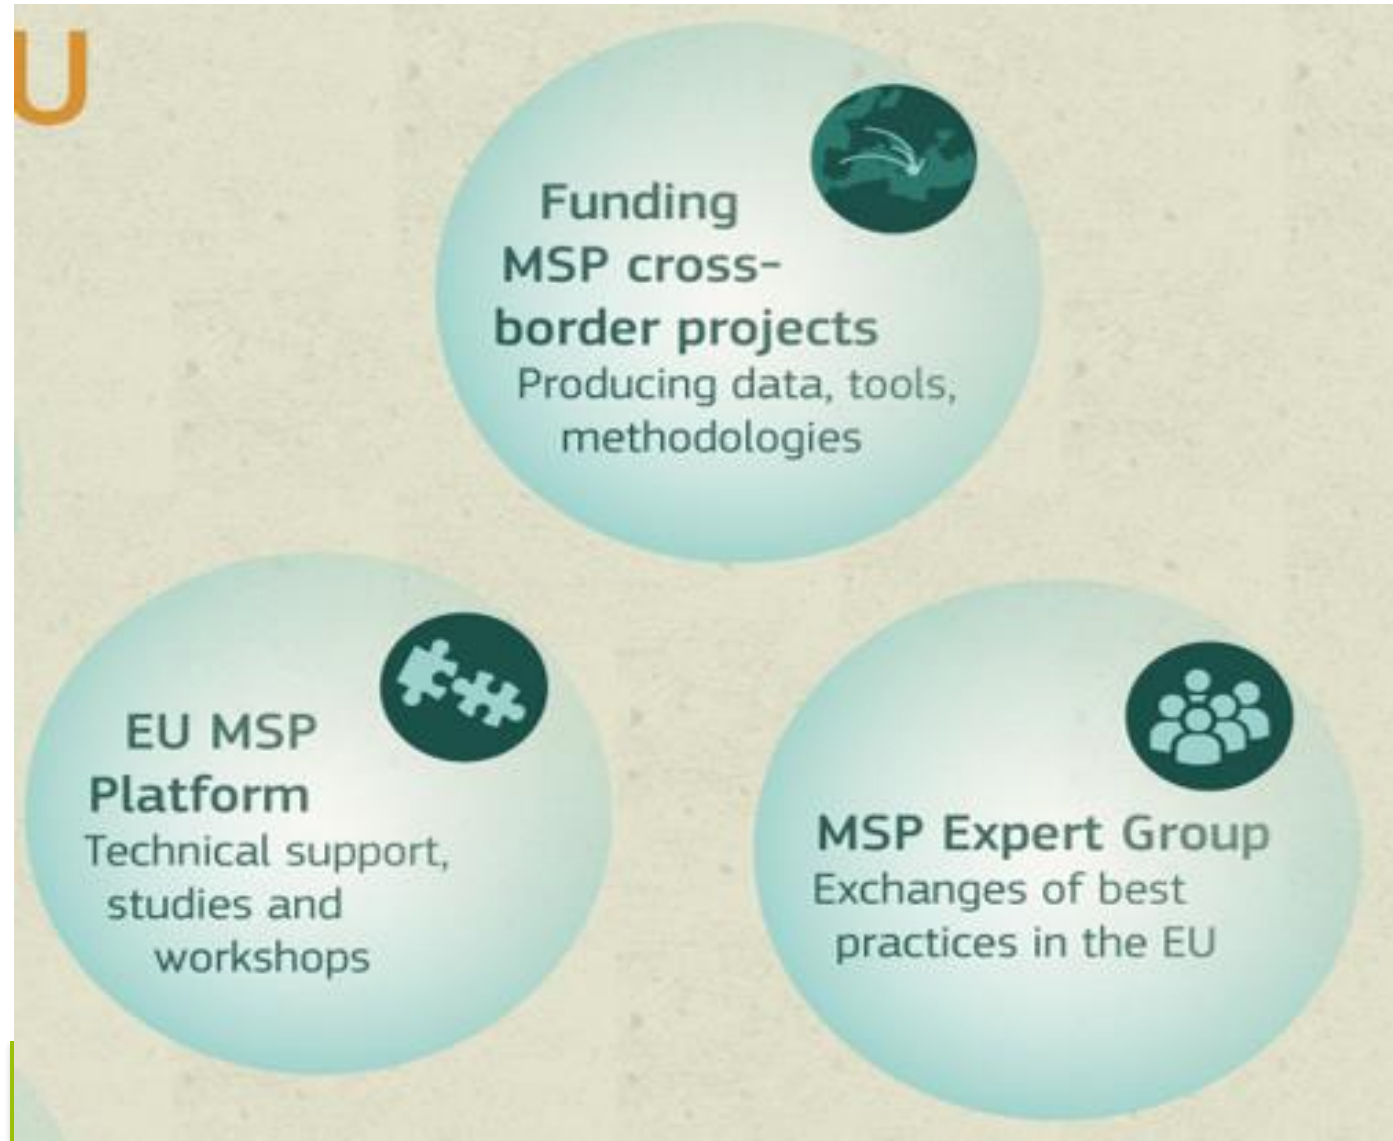 U
Funding
MSP cross-
border projects
Producing data, tools,
methodologies
EU MSP
Platform
Technical support,
studies and
workshops
MSP Expert Group
Exchanges of best
practices in the EU